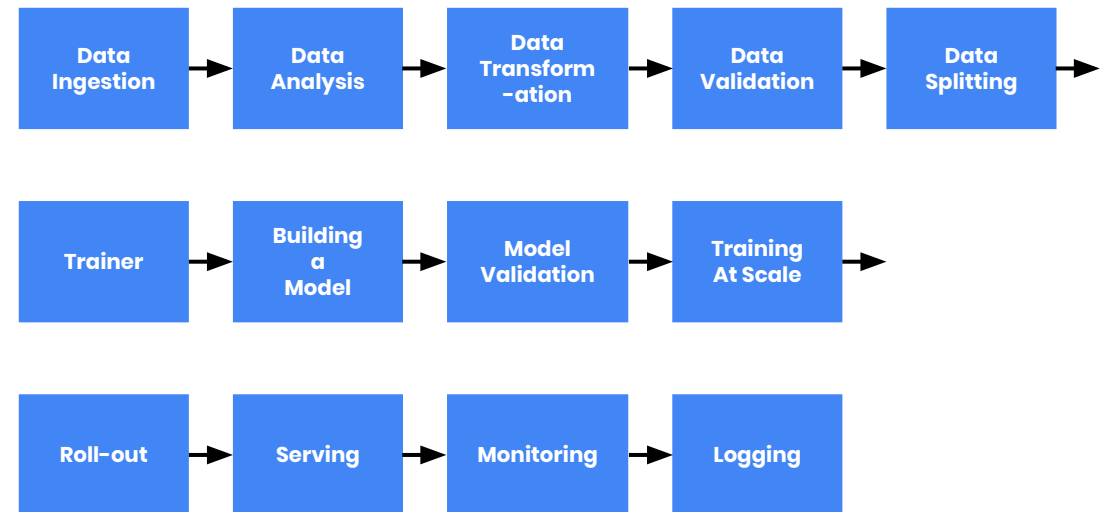 Data
Ingestion
Data
Analysis
Data
Transform
-ation
Data
Validation
Data
Splitting
Trainer
Building
a
Model
Model
Validation
Training
At Scale
Roll-out
Serving
Monitoring
Logging